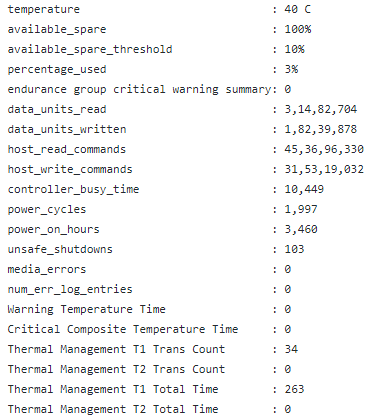 temperature : 40 C
available_spare : 100%
available_spare_threshold : 10%
percentage_used : 3%
endurance group critical warning summary: 0
data_units_read : 3,14,82,704
data_units_written : 1,82,39,878
host_read_commands : 45,36,96,330
host_write_commands : 31,53,19,032
controller_busy_time : 10,449
power_cycles : 1,997
power_on_hours : 3,460
unsafe_shutdowns : 103
media_errors : 0
num_err_log_entries : 0
Warning Temperature Time : 0
Critical Composite Temperature Time : 0
Thermal Management T1 Trans Count : 34
Thermal Management T2 Trans Count : 0
Thermal Management T1 Total Time : 263
Thermal Management T2 Total Time : 0